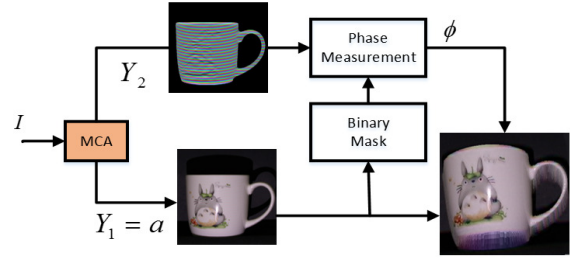 ϕ
Phase
Measurement
Y₂
I
MCA
Binary
Mask
Y₁ = a